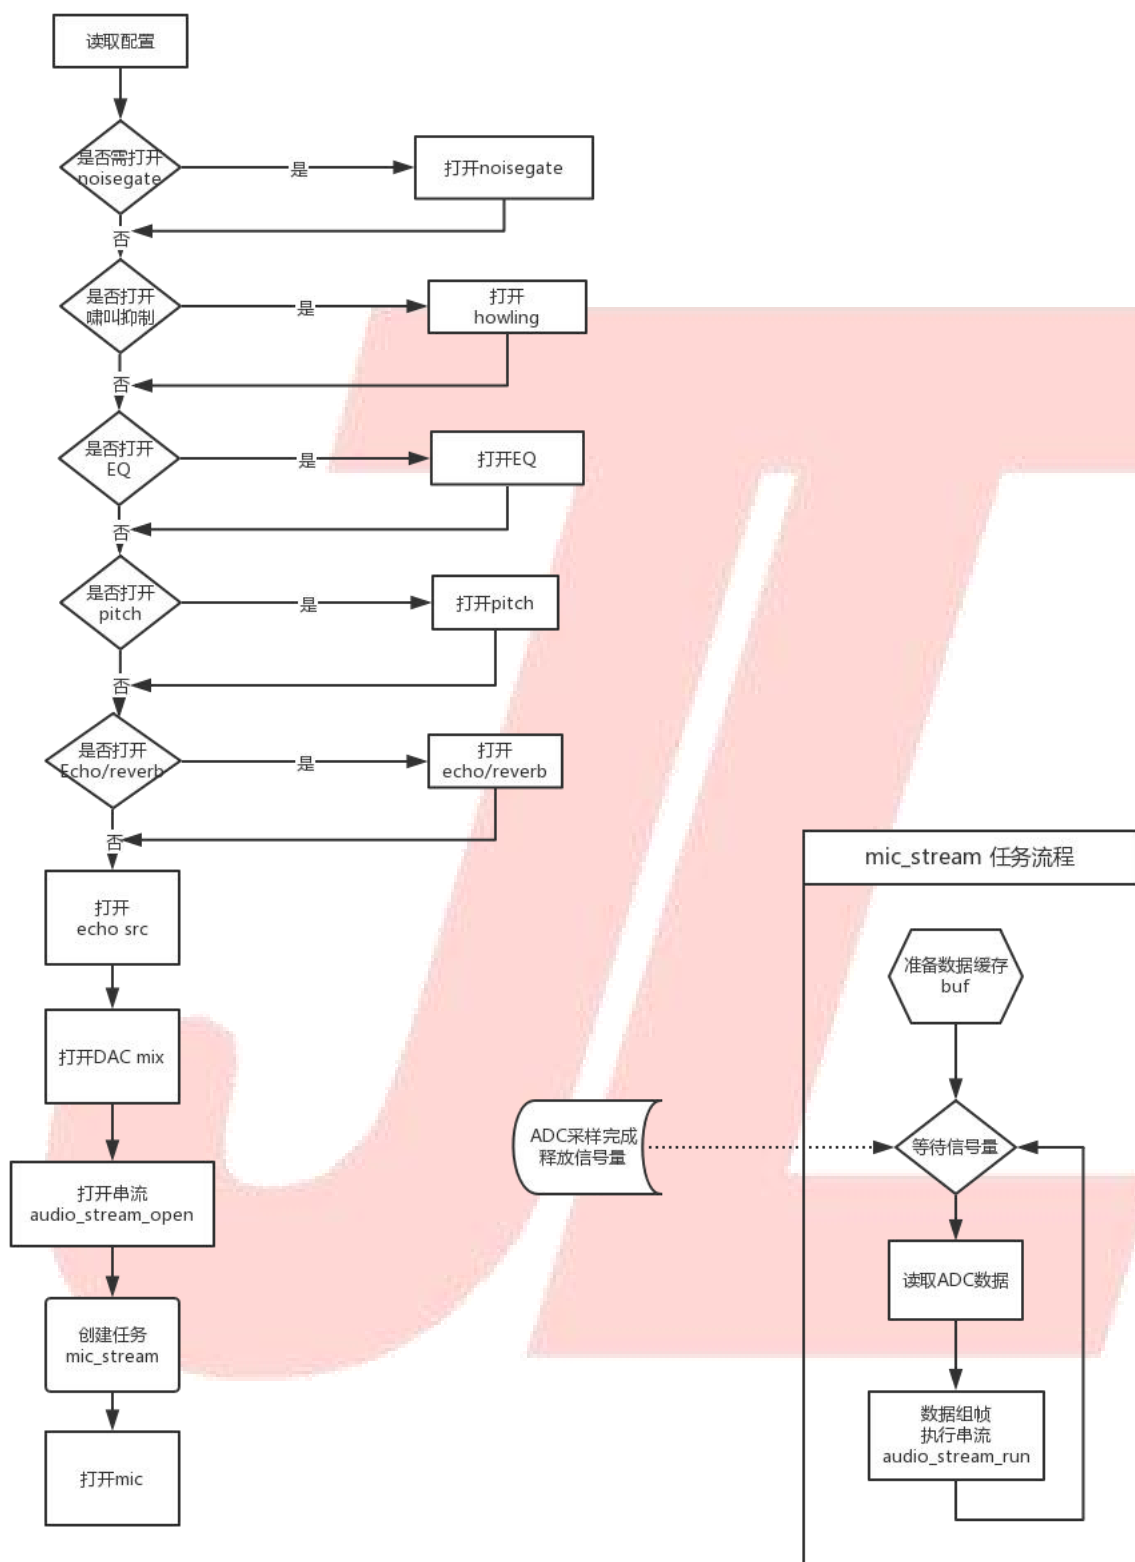 读取配置
是否需打开
noisegate
是
打开noisegate
否
是否打开
啸叫抑制
是
打开
howling
否
是否打开
EQ
是
打开EQ
否
是否打开
pitch
是
打开pitch
否
是否打开
Echo/reverb
是
打开
echo/reverb
否
打开
echo src
打开DAC mix
打开串流
audio_stream_open
创建任务
mic_stream
打开mic
mic_stream 任务流程
准备数据缓存
buf
ADC采样完成
释放信号量
等待信号量
读取ADC数据
数据组帧
执行串流
audio_stream_run
JL